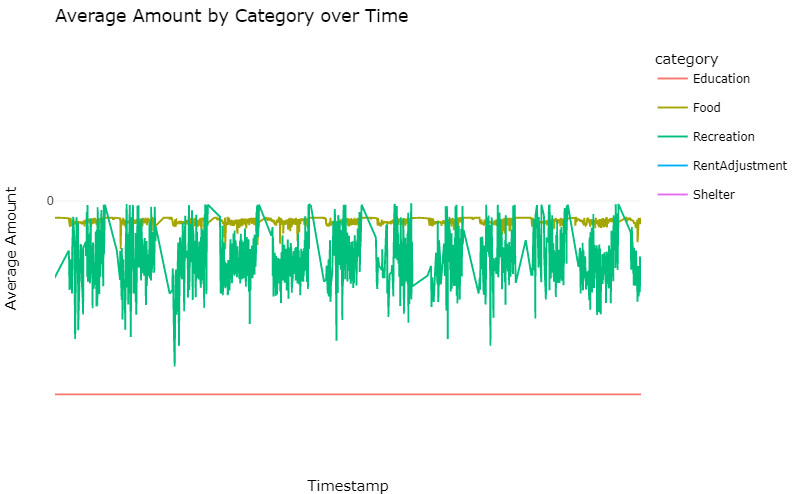 Average Amount by Category over Time
category
Education
Food
Recreation
RentAdjustment
Shelter
0
Average Amount
Timestamp